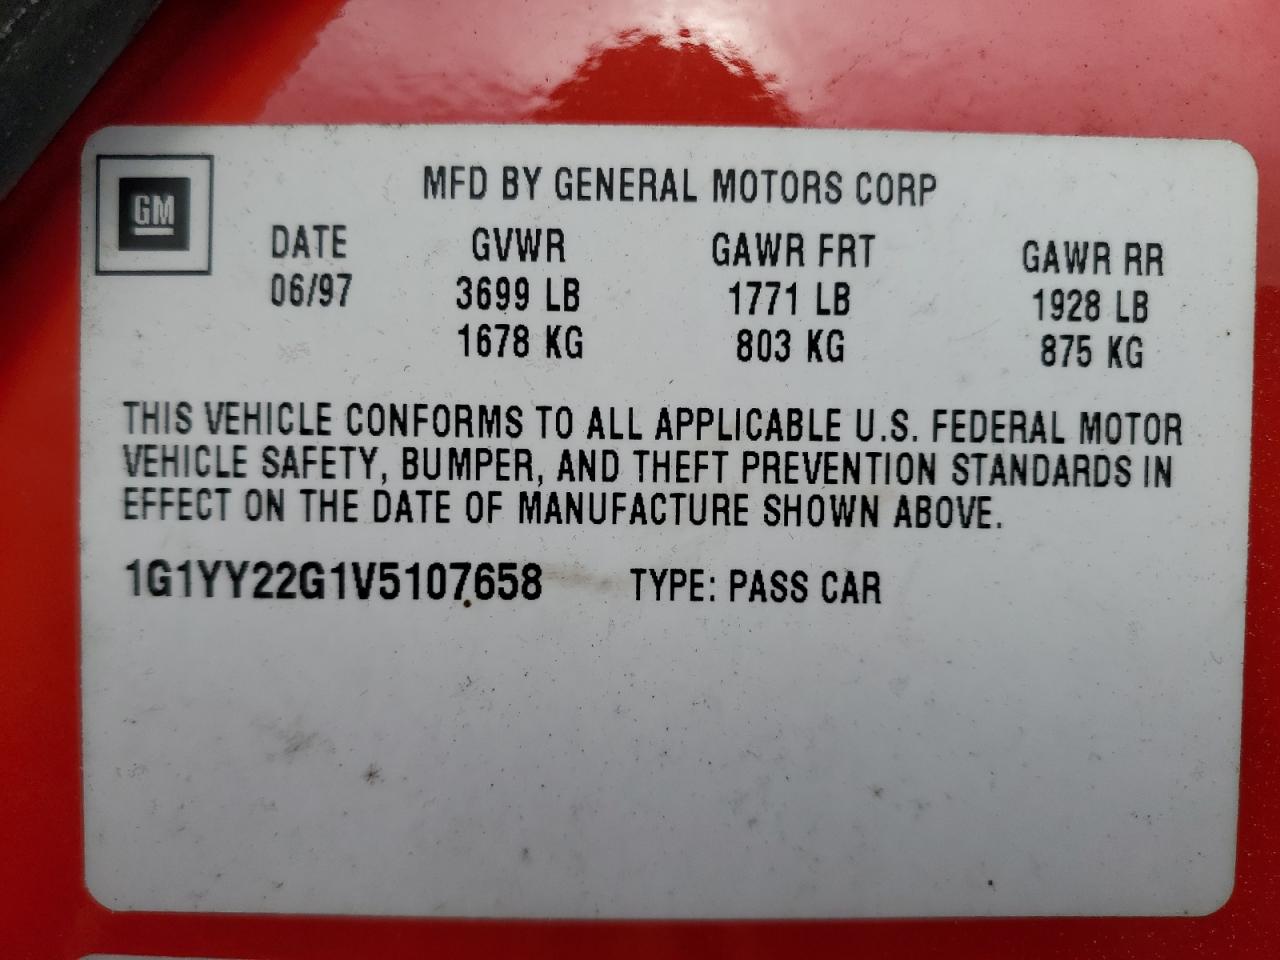 GM
MFD BY GENERAL MOTORS CORP
DATE GVWR GAWR FRT GAWR RR
06/97 3699 LB 1771 LB 1928 LB
1678 KG 803 KG 875 KG
THIS VEHICLE CONFORMS TO ALL APPLICABLE U.S. FEDERAL MOTOR
VEHICLE SAFETY, BUMPER, AND THEFT PREVENTION STANDARDS IN
EFFECT ON THE DATE OF MANUFACTURE SHOWN ABOVE.
1G1YY22G1V5107658 TYPE: PASS CAR